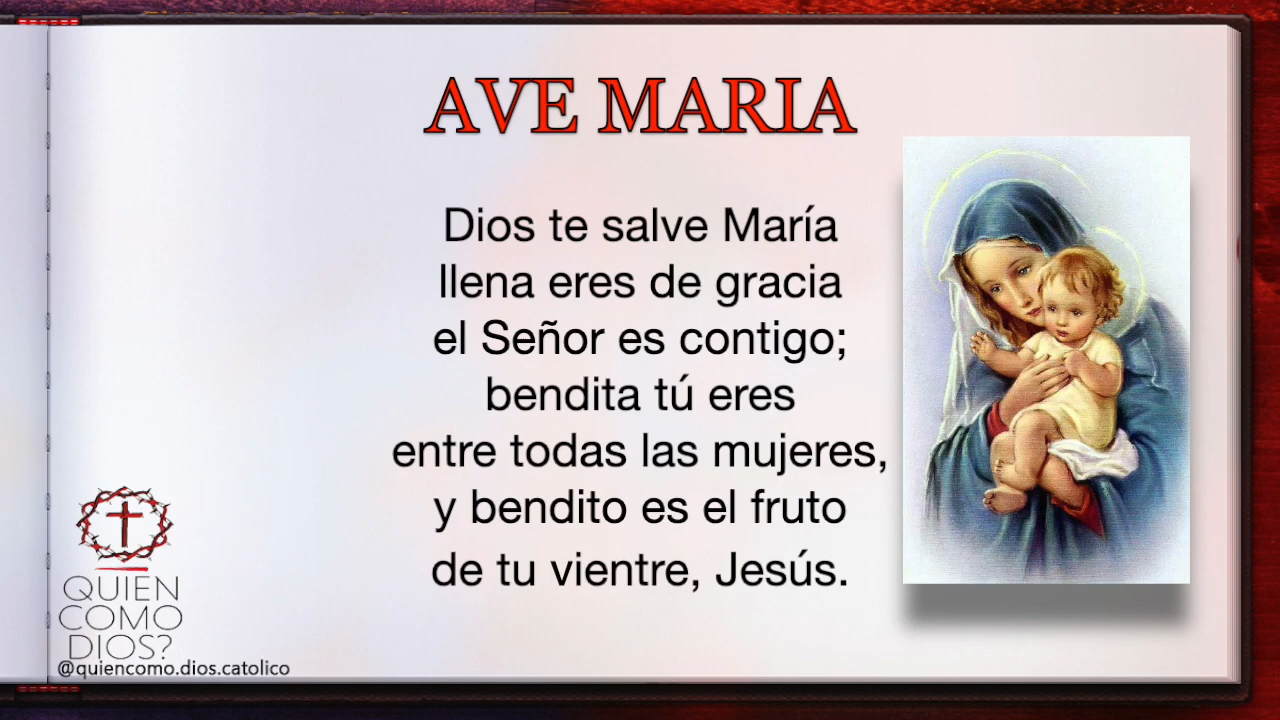 AVE MARIA
Dios te salve María
llena eres de gracia
el Señor es contigo;
bendita tú eres
entre todas las mujeres,
y bendito es el fruto
de tu vientre, Jesús.
QUIEN
COMO
DIOS?
@quiencomo.dios.catolico